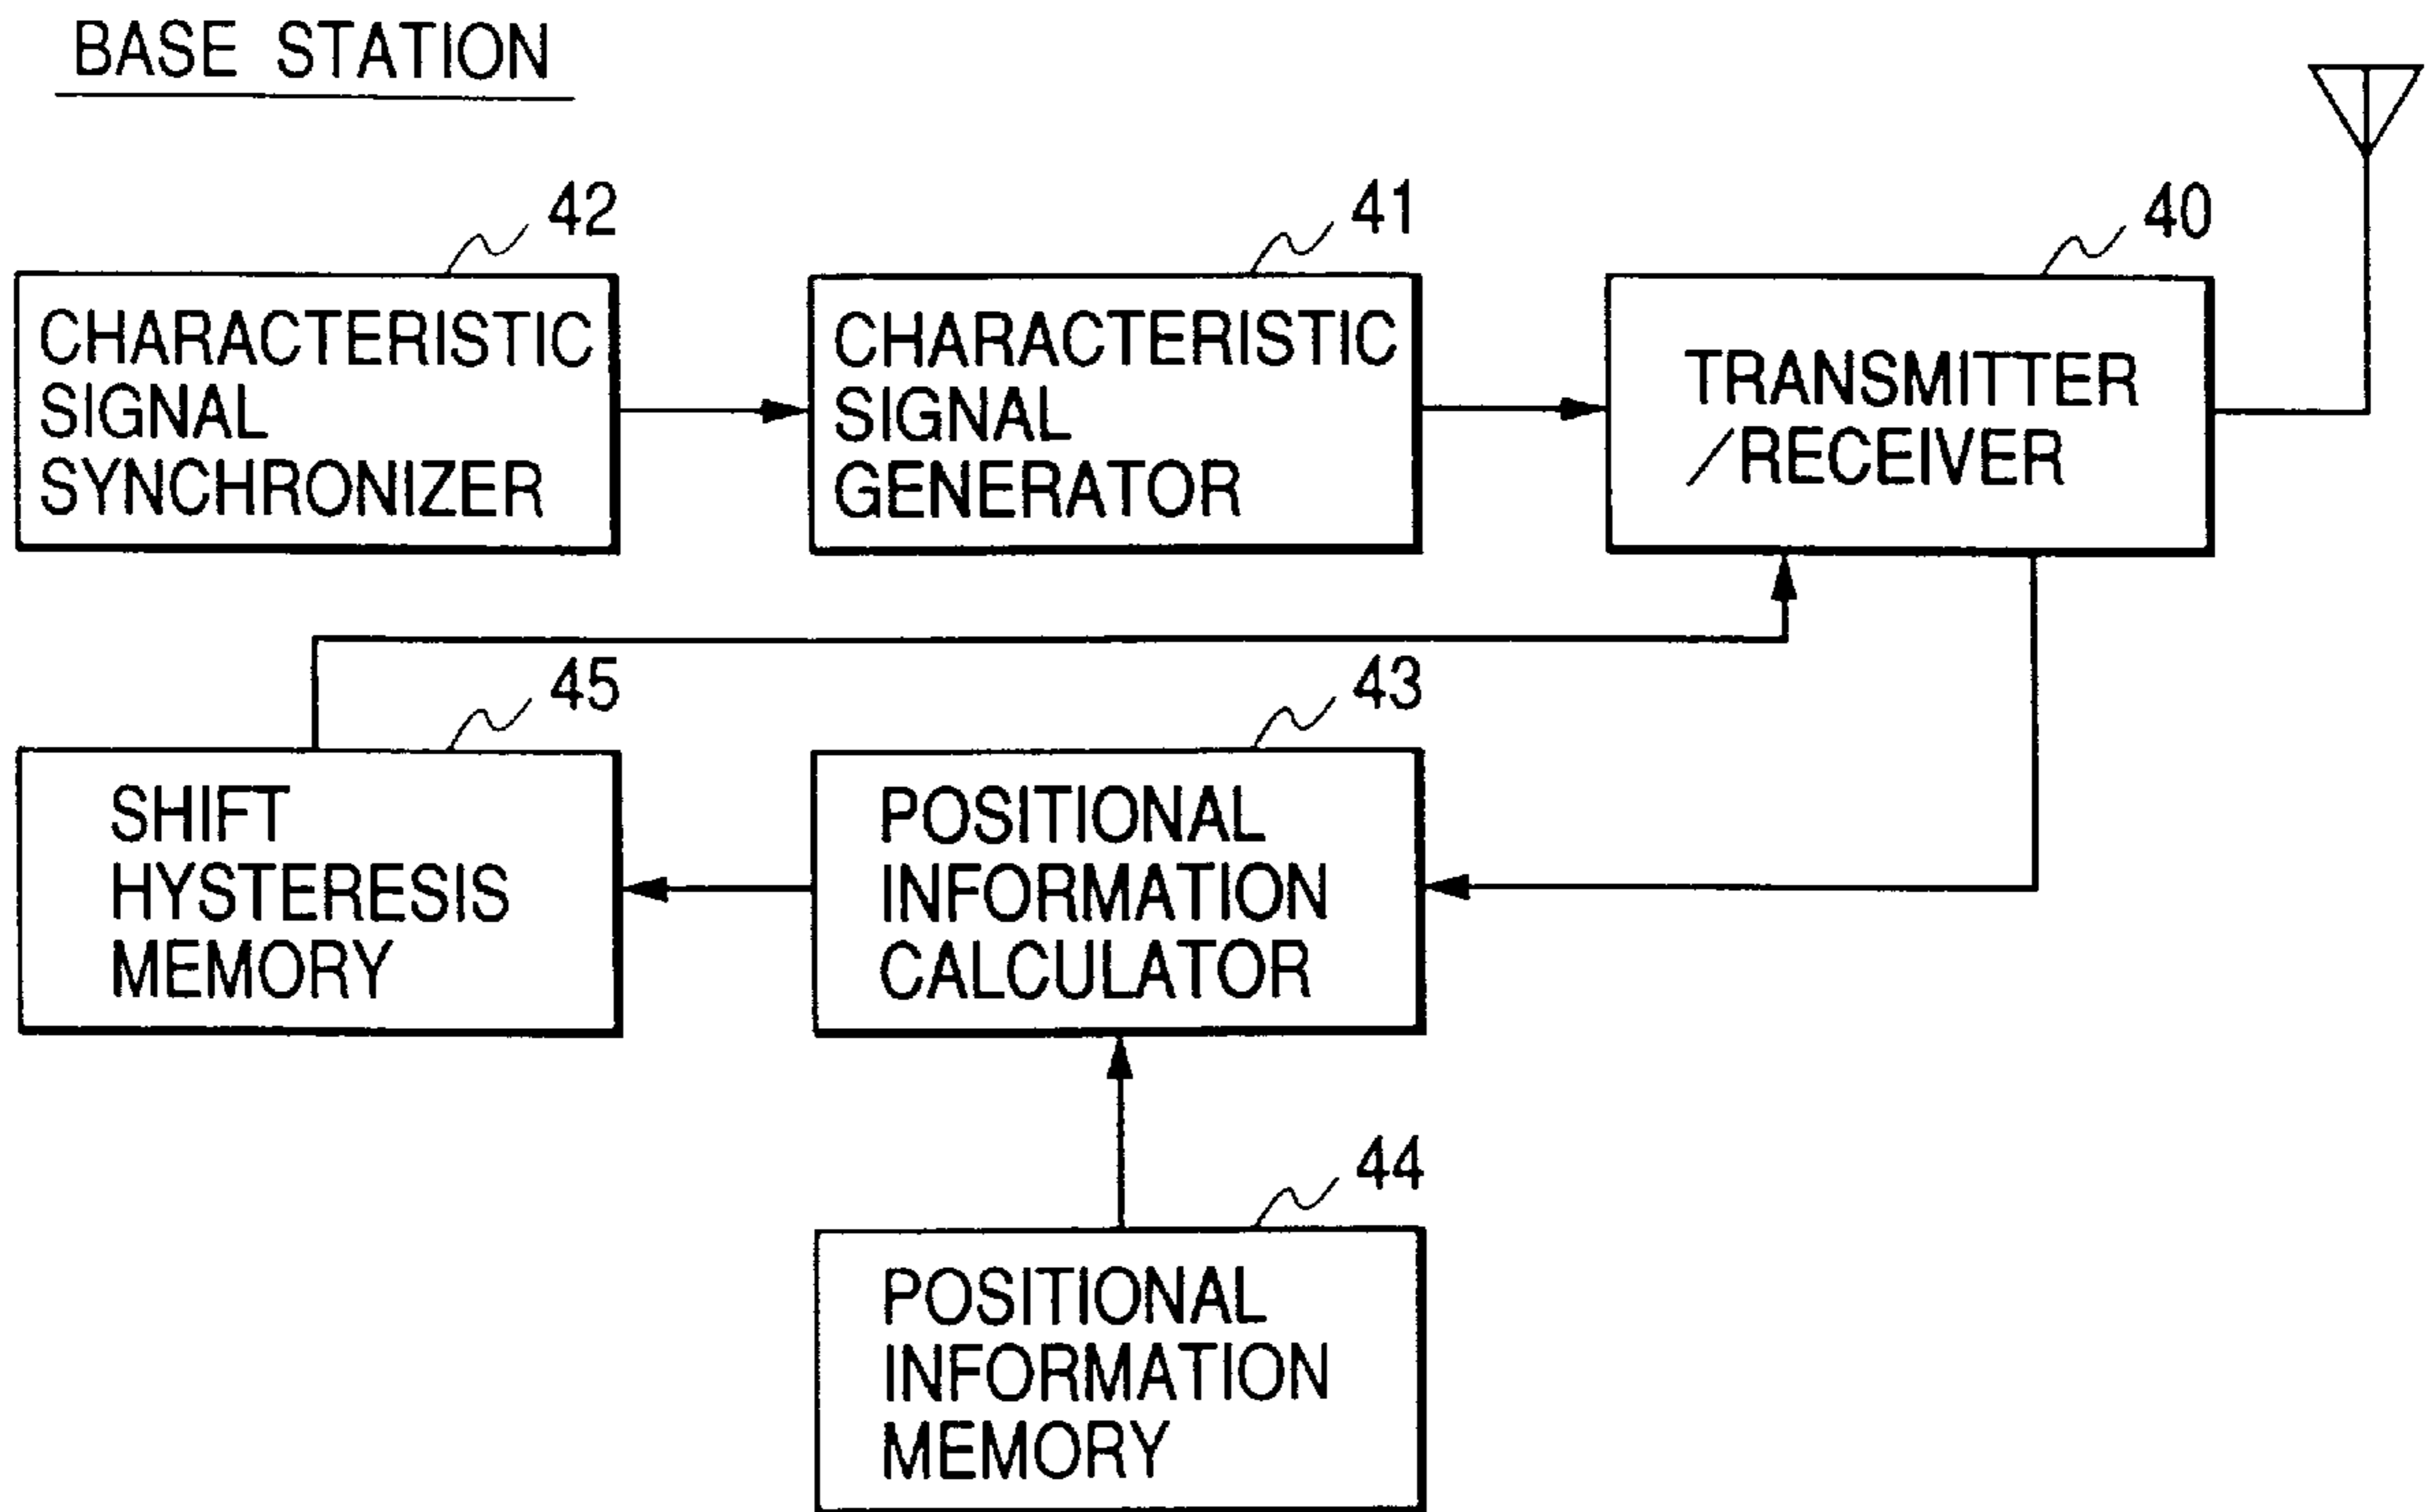 BASE STATION
42
CHARACTERISTIC
SIGNAL
SYNCHRONIZER
41
CHARACTERISTIC
SIGNAL
GENERATOR
40
TRANSMITTER
/RECEIVER
45
SHIFT
HYSTERESIS
MEMORY
43
POSITIONAL
INFORMATION
CALCULATOR
44
POSITIONAL
INFORMATION
MEMORY